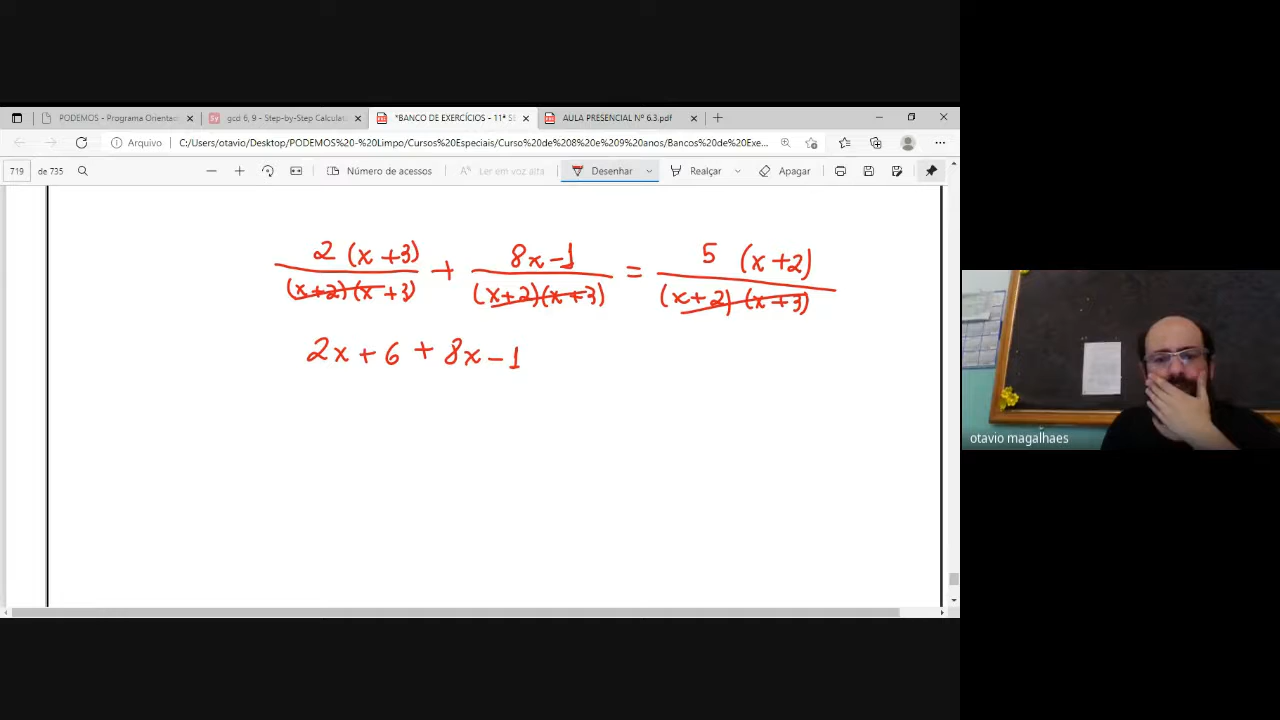 PODEMOS - Programa Orienta
gcd 6, 9 - Step-by-Step Calculat
*BANCO DE EXERCÍCIOS - 11ª SE
AULA PRESENCIAL Nº 6.3.pdf
Arquivo C:/Users/otavio/Desktop/PODEMOS%20-%20Limpo/Cursos%20Especiais/Curso%20de%208%20e%209%20anos/Bancos%20de%20Exe...
719 de 735 Número de acessos Ler em voz alta Desenhar Realçar Apagar
2 (x+3) / (x+2)(x+3) + 8x-1 / (x+2)(x+3) = 5 (x+2) / (x+2)(x+3)
2x + 6 + 8x - 1
otavio magalhaes